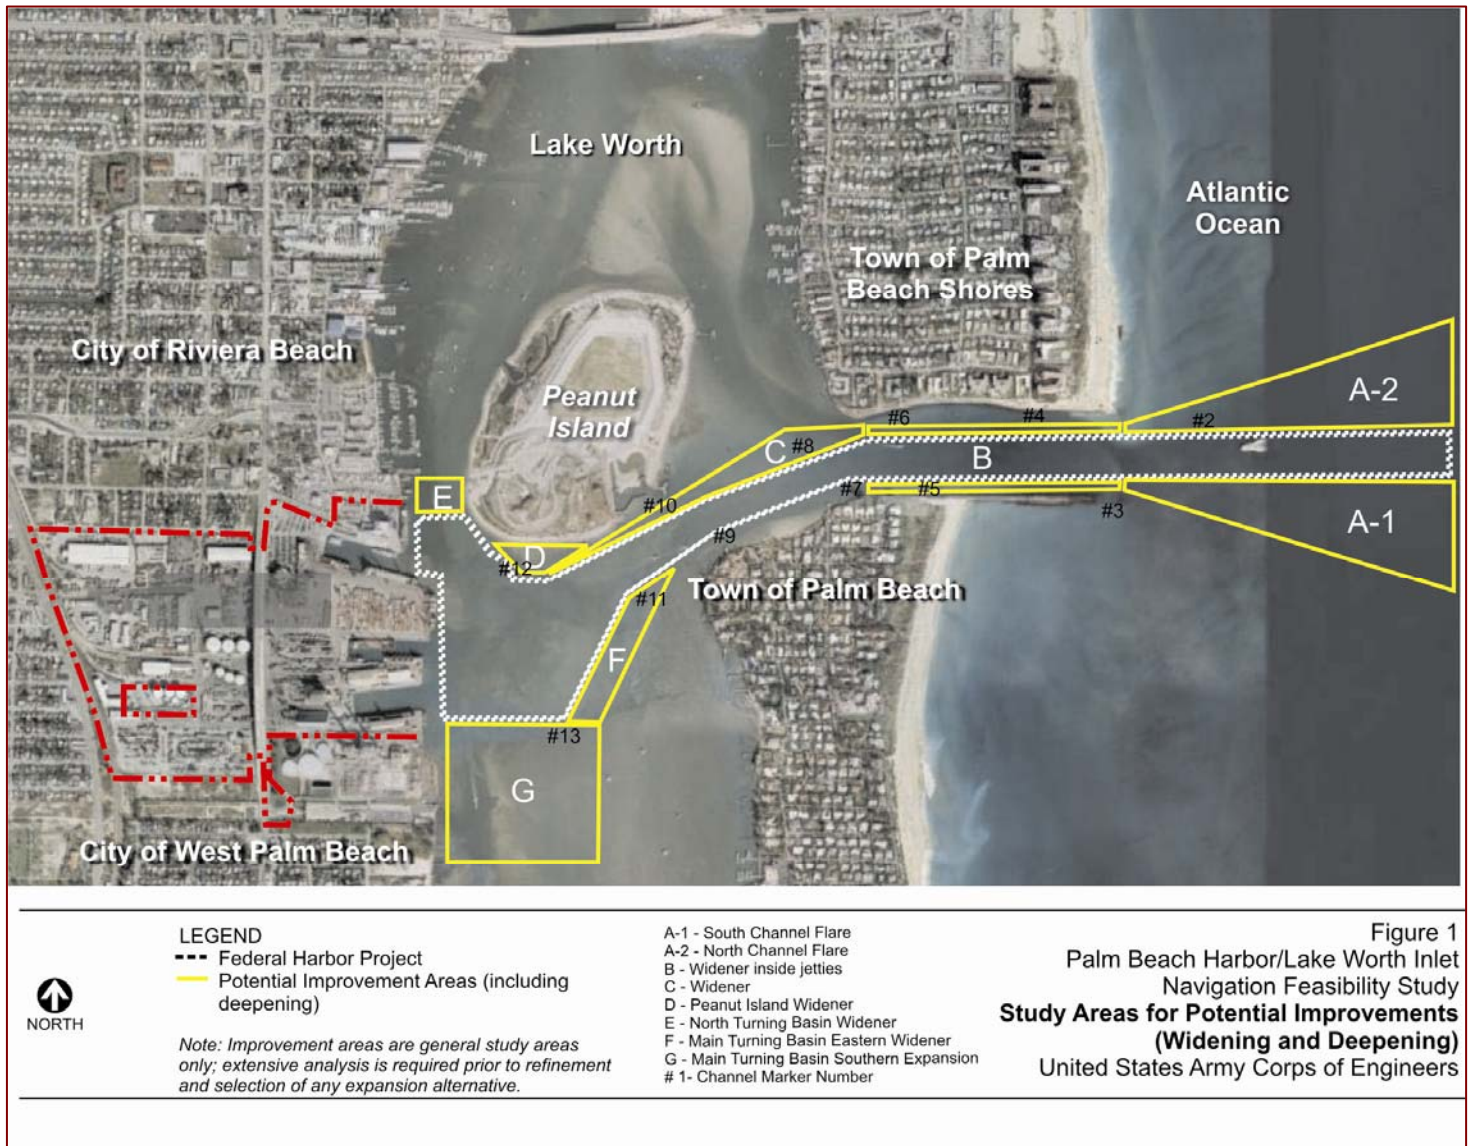 Lake Worth
Atlantic
Ocean
Town of Palm
Beach Shores
City of Riviera Beach
Peanut
Island
A-2
#2
#6
#4
C
#8
B
E
#10
#7
#5
#3
A-1
#9
D
#12
Town of Palm Beach
#11
F
#13
G
City of West Palm Beach
LEGEND
Federal Harbor Project
Potential Improvement Areas (including
deepening)
NORTH
Note: Improvement areas are general study areas
only; extensive analysis is required prior to refinement
and selection of any expansion alternative.
A-1 - South Channel Flare
A-2 - North Channel Flare
B - Widener inside jetties
C - Widener
D - Peanut Island Widener
E - North Turning Basin Widener
F - Main Turning Basin Eastern Widener
G - Main Turning Basin Southern Expansion
# 1- Channel Marker Number
Figure 1
Palm Beach Harbor/Lake Worth Inlet
Navigation Feasibility Study
Study Areas for Potential Improvements
(Widening and Deepening)
United States Army Corps of Engineers